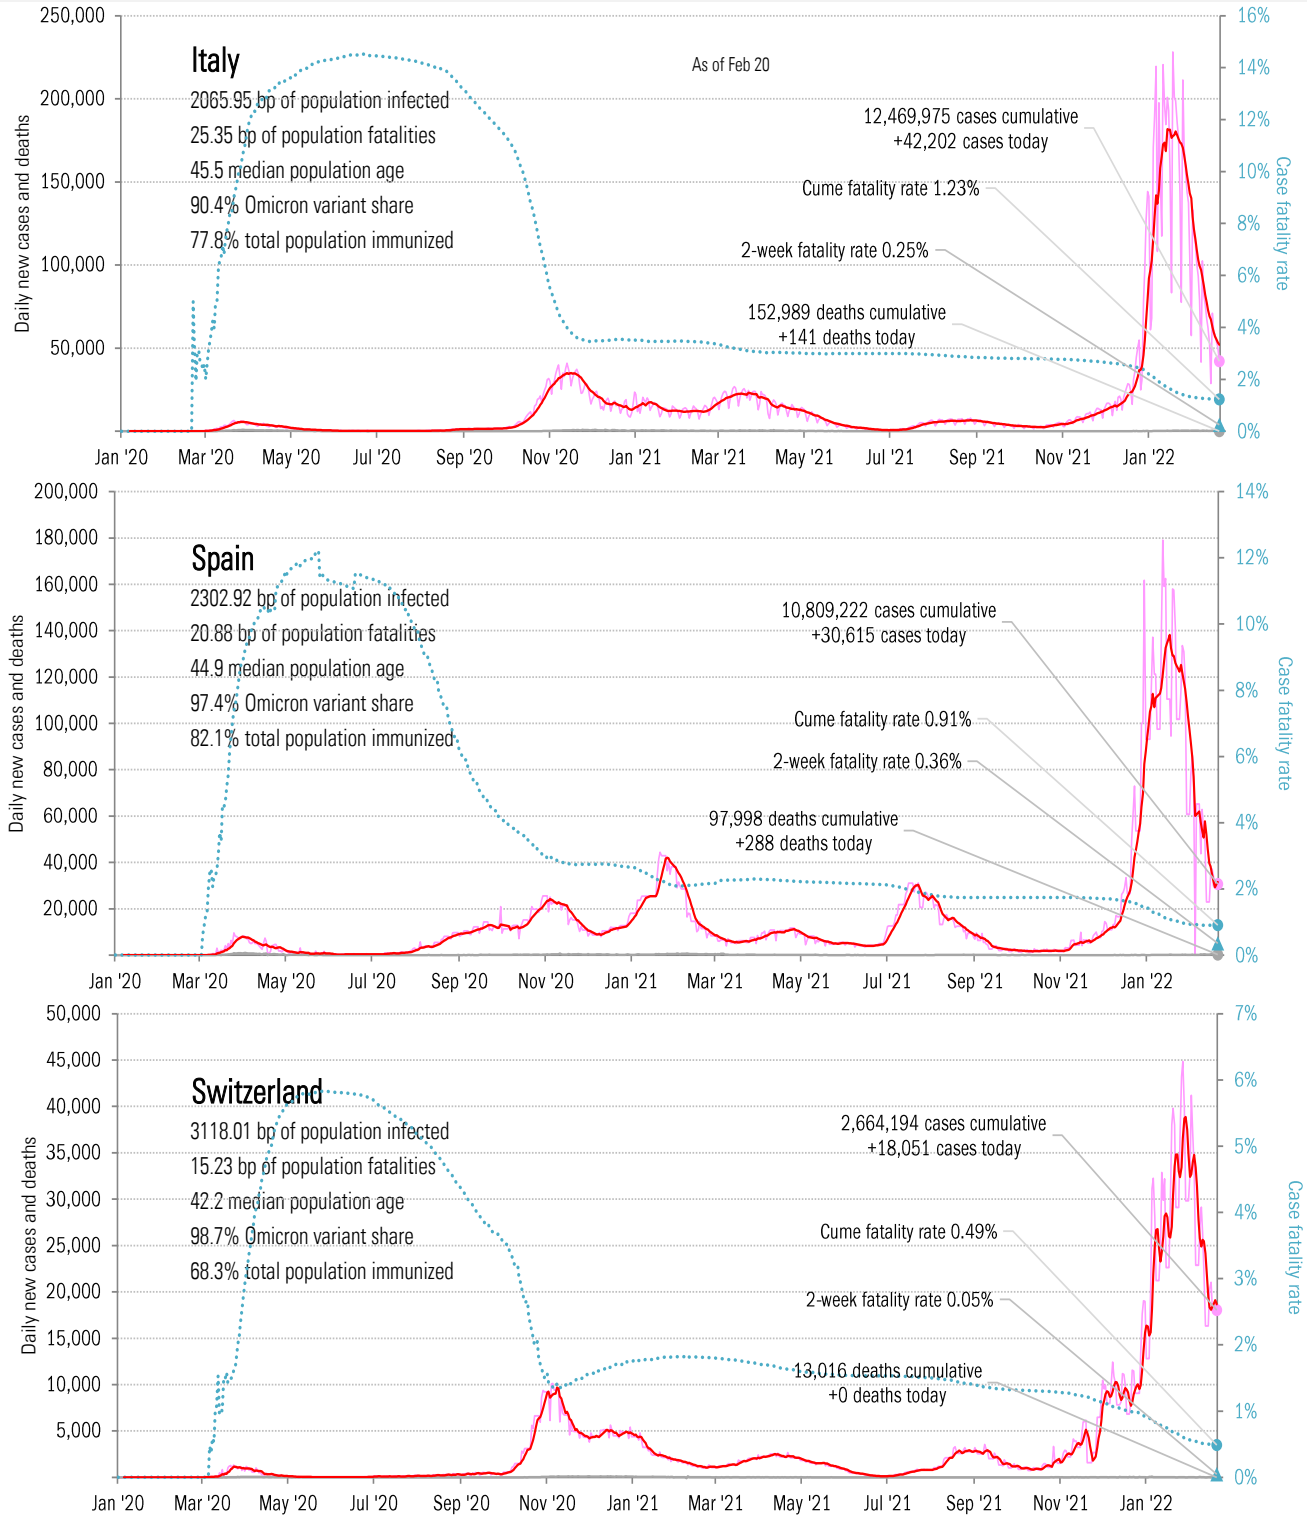 250,000
200,000
150,000
100,000
50,000
Daily new cases and deaths
Italy
2065.95 bp of population infected
25.35 bp of population fatalities
45.5 median population age
90.4% Omicron variant share
77.8% total population immunized
As of Feb 20
12,469,975 cases cumulative
+42,202 cases today
Cume fatality rate 1.23%
2-week fatality rate 0.25%
152,989 deaths cumulative
+141 deaths today
16%
14%
12%
10%
8%
6%
4%
2%
0%
Case fatality rate
Jan '20 Mar '20 May '20 Jul '20 Sep '20 Nov '20 Jan '21 Mar '21 May '21 Jul '21 Sep '21 Nov '21 Jan '22
200,000
180,000
160,000
140,000
120,000
100,000
80,000
60,000
40,000
20,000
Daily new cases and deaths
Spain
2302.92 bp of population infected
20.88 bp of population fatalities
44.9 median population age
97.4% Omicron variant share
82.1% total population immunized
10,809,222 cases cumulative
+30,615 cases today
Cume fatality rate 0.91%
2-week fatality rate 0.36%
97,998 deaths cumulative
+288 deaths today
14%
12%
10%
8%
6%
4%
2%
0%
Case fatality rate
Jan '20 Mar '20 May '20 Jul '20 Sep '20 Nov '20 Jan '21 Mar '21 May '21 Jul '21 Sep '21 Nov '21 Jan '22
50,000
45,000
40,000
35,000
30,000
25,000
20,000
15,000
10,000
5,000
Daily new cases and deaths
Switzerland
3118.01 bp of population infected
15.23 bp of population fatalities
42.2 median population age
98.7% Omicron variant share
68.3% total population immunized
2,664,194 cases cumulative
+18,051 cases today
Cume fatality rate 0.49%
2-week fatality rate 0.05%
13,016 deaths cumulative
+0 deaths today
7%
6%
5%
4%
3%
2%
1%
0%
Case fatality rate
Jan '20 Mar '20 May '20 Jul '20 Sep '20 Nov '20 Jan '21 Mar '21 May '21 Jul '21 Sep '21 Nov '21 Jan '22